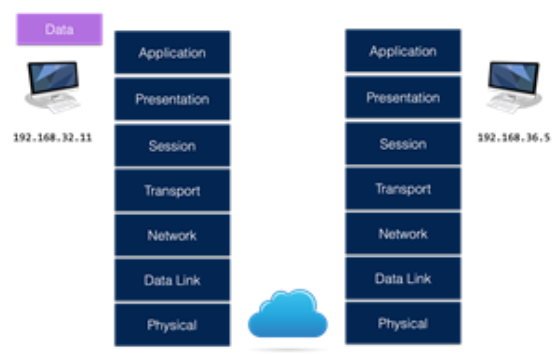 Data
192.168.32.11
Application
Presentation
Session
Transport
Network
Data Link
Physical
Application
Presentation
Session
Transport
Network
Data Link
Physical
192.168.36.5